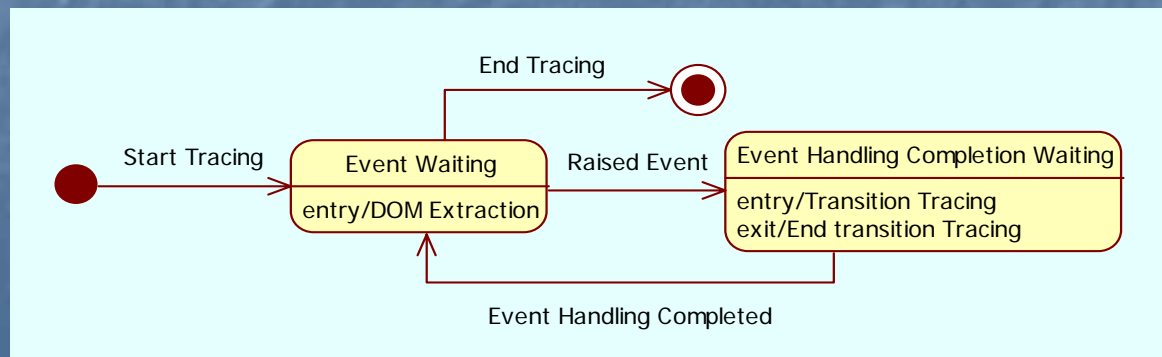 End Tracing
Start Tracing
Event Waiting
entry/DOM Extraction
Raised Event
Event Handling Completion Waiting
entry/Transition Tracing
exit/End transition Tracing
Event Handling Completed